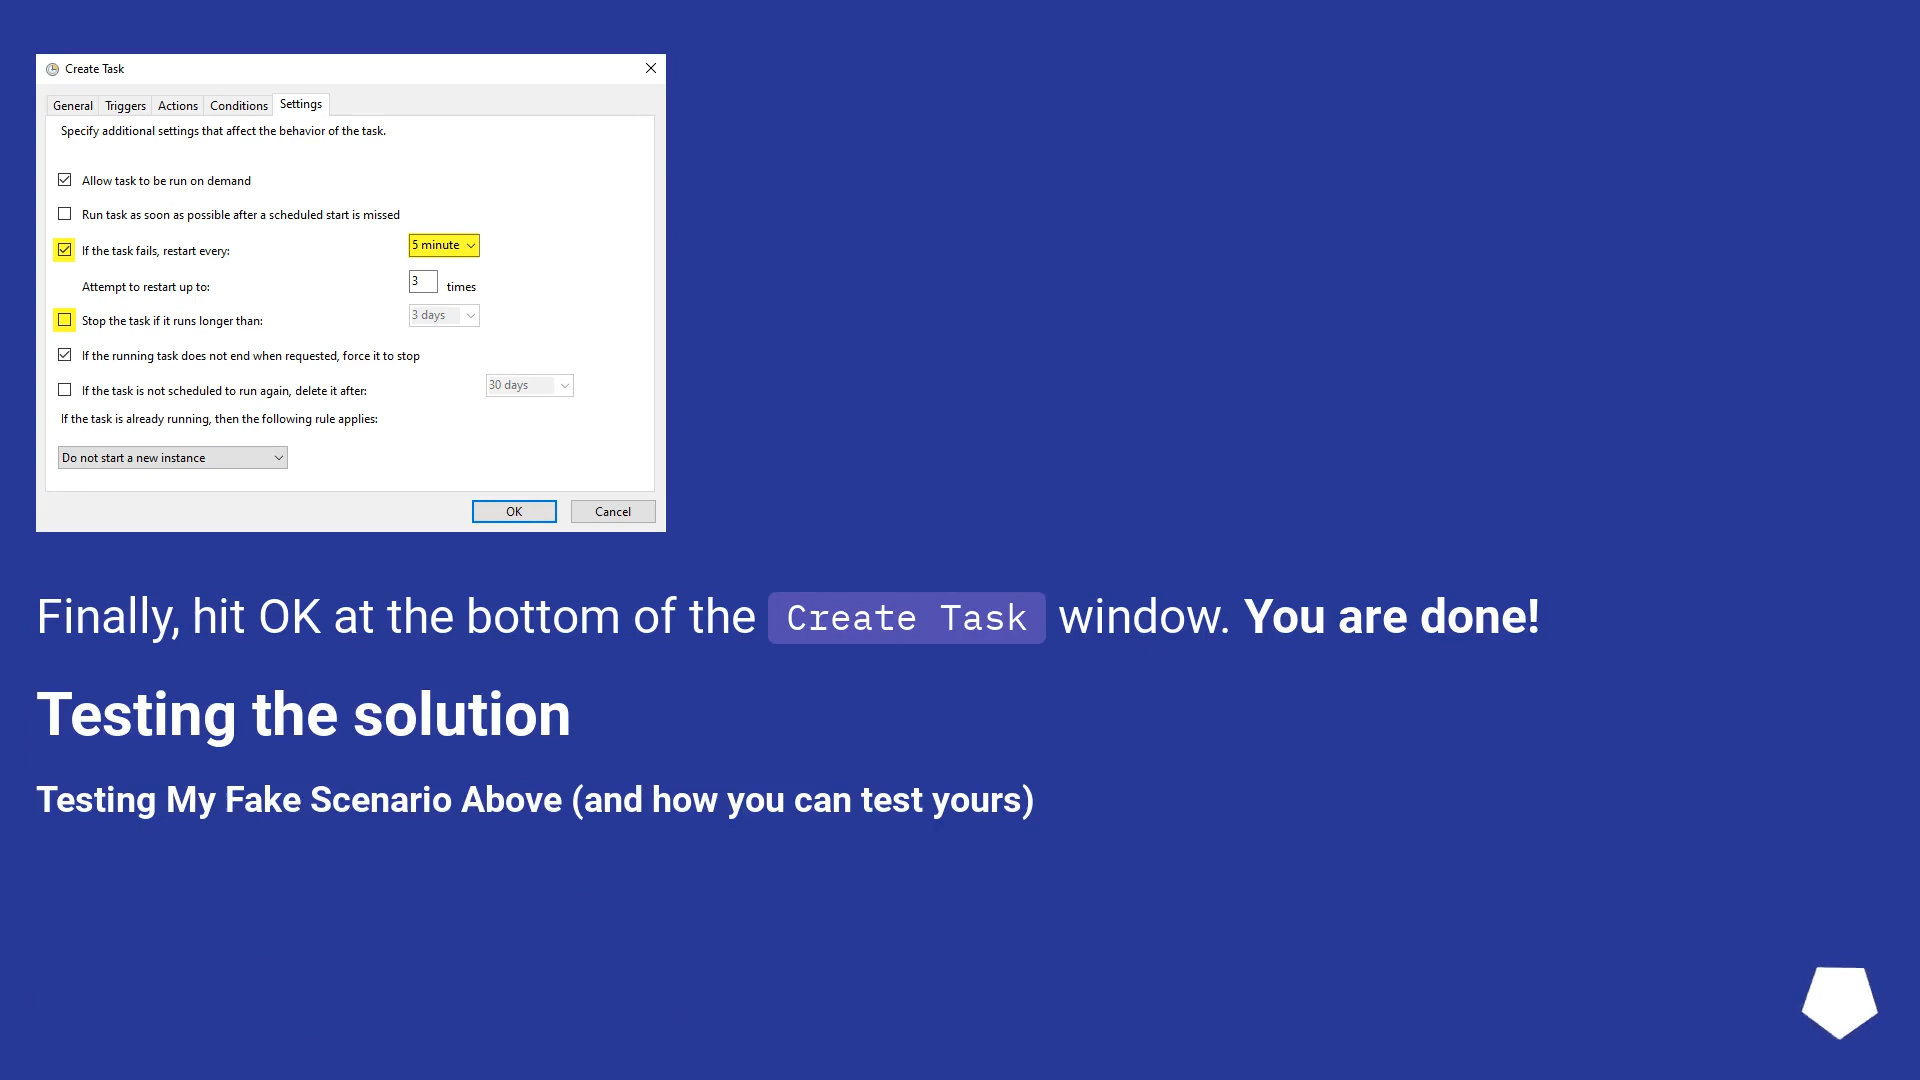 Create Task
General Triggers Actions Conditions Settings
Specify additional settings that affect the behavior of the task.
Allow task to be run on demand
Run task as soon as possible after a scheduled start is missed
If the task fails, restart every: 5 minute
Attempt to restart up to: 3 times
Stop the task if it runs longer than: 3 days
If the running task does not end when requested, force it to stop
If the task is not scheduled to run again, delete it after: 30 days
If the task is already running, then the following rule applies:
Do not start a new instance
OK Cancel
Finally, hit OK at the bottom of the Create Task window. You are done!
Testing the solution
Testing My Fake Scenario Above (and how you can test yours)